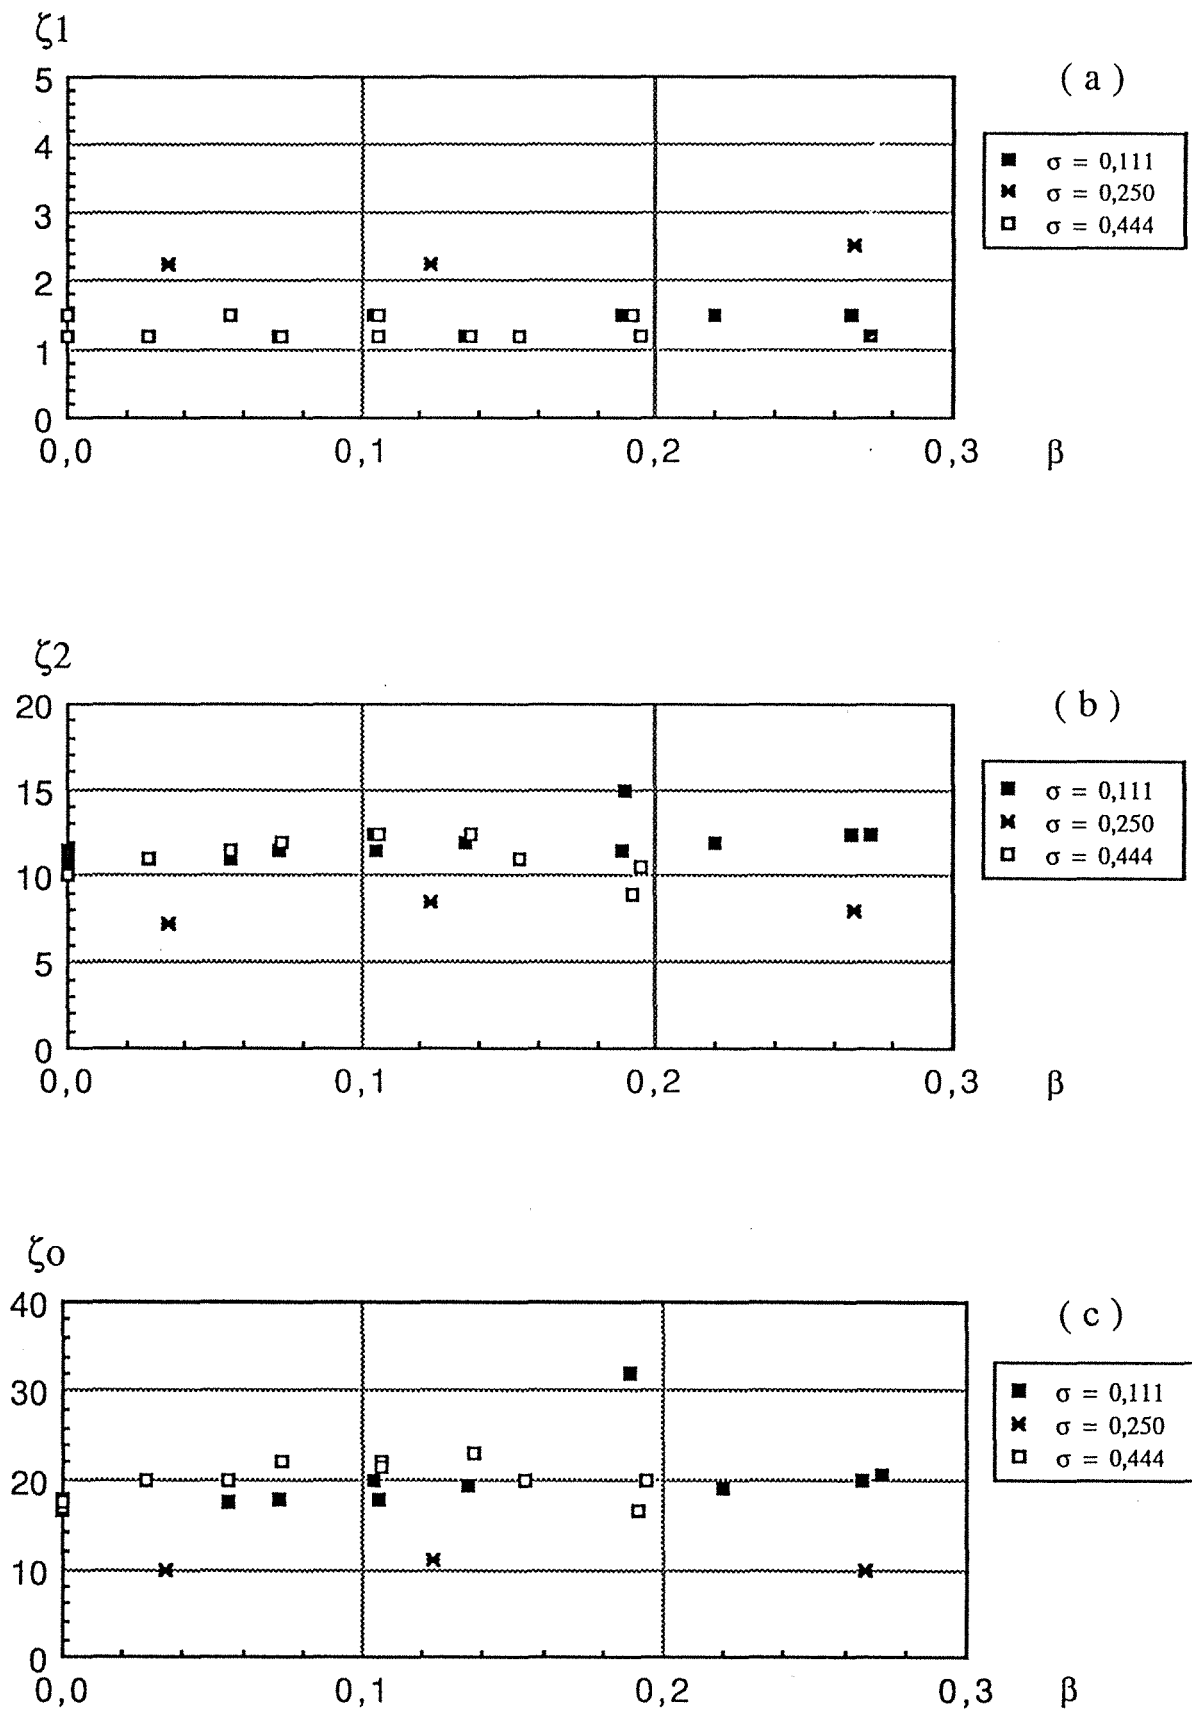 ζ1
( a )
5
4
3
2
1
0
0,0 0,1 0,2 0,3 β
σ = 0,111
σ = 0,250
σ = 0,444
ζ2
( b )
20
15
10
5
0
0,0 0,1 0,2 0,3 β
σ = 0,111
σ = 0,250
σ = 0,444
ζo
( c )
40
30
20
10
0
0,0 0,1 0,2 0,3 β
σ = 0,111
σ = 0,250
σ = 0,444